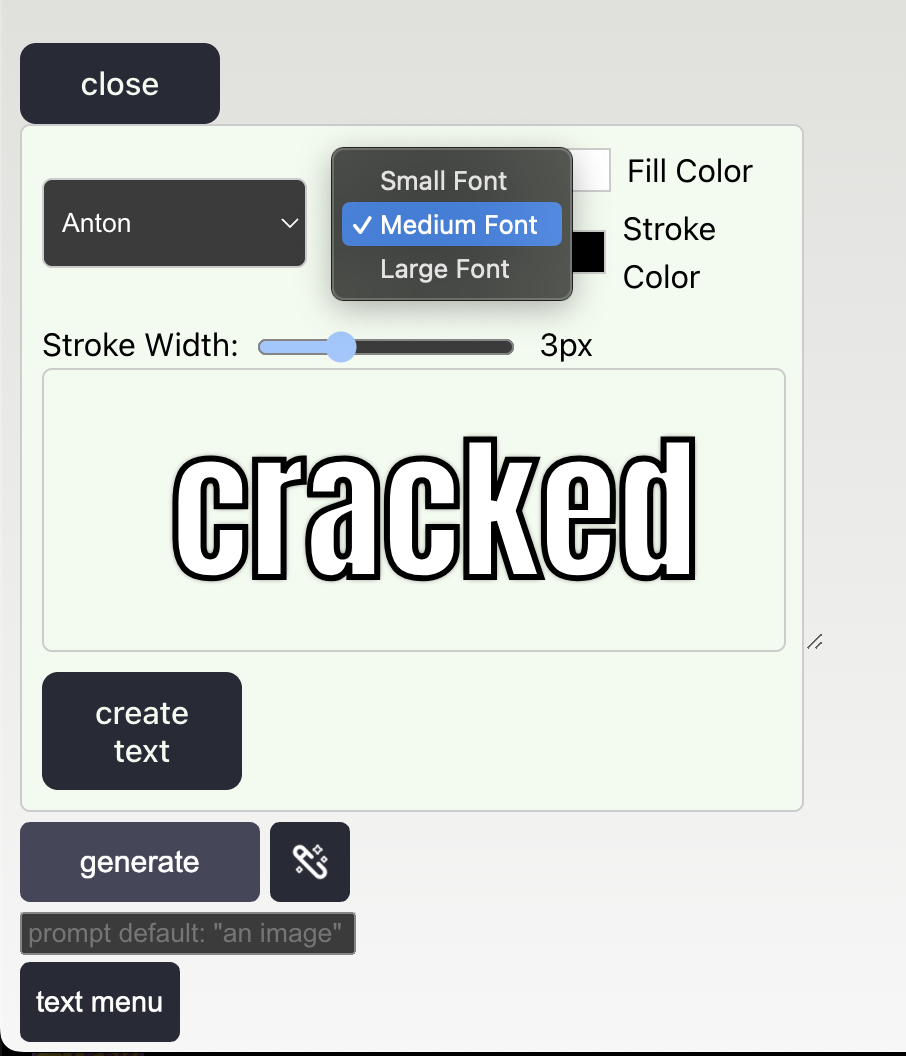 close
Anton
Small Font
✓ Medium Font
Large Font
Fill Color
Stroke
Color
Stroke Width:
3px
cracked
create
text
generate
prompt default: "an image"
text menu